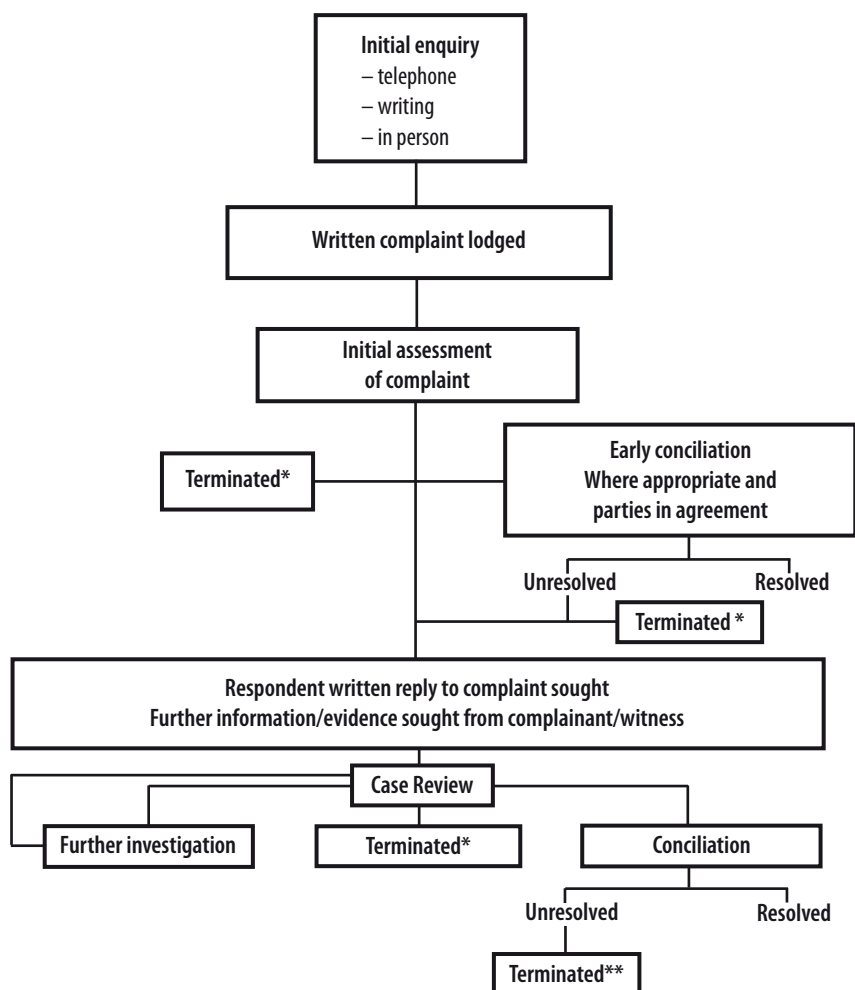 Initial enquiry
– telephone
– writing
– in person
Written complaint lodged
Initial assessment
of complaint
Terminated*
Early conciliation
Where appropriate and
parties in agreement
Unresolved
Resolved
Terminated *
Respondent written reply to complaint sought
Further information/evidence sought from complainant/witness
Case Review
Further investigation
Terminated*
Conciliation
Unresolved
Resolved
Terminated**